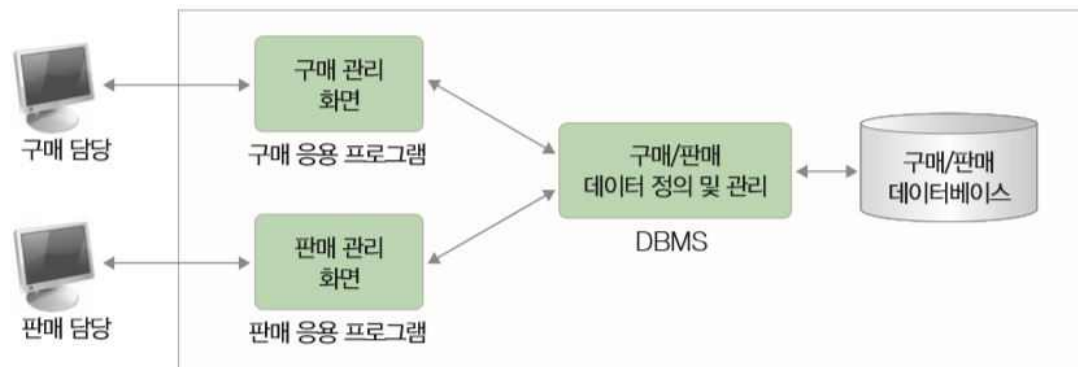 구매 담당
구매 관리
화면
구매 응용 프로그램
판매 담당
판매 관리
화면
판매 응용 프로그램
구매/판매
데이터 정의 및 관리
DBMS
구매/판매
데이터베이스